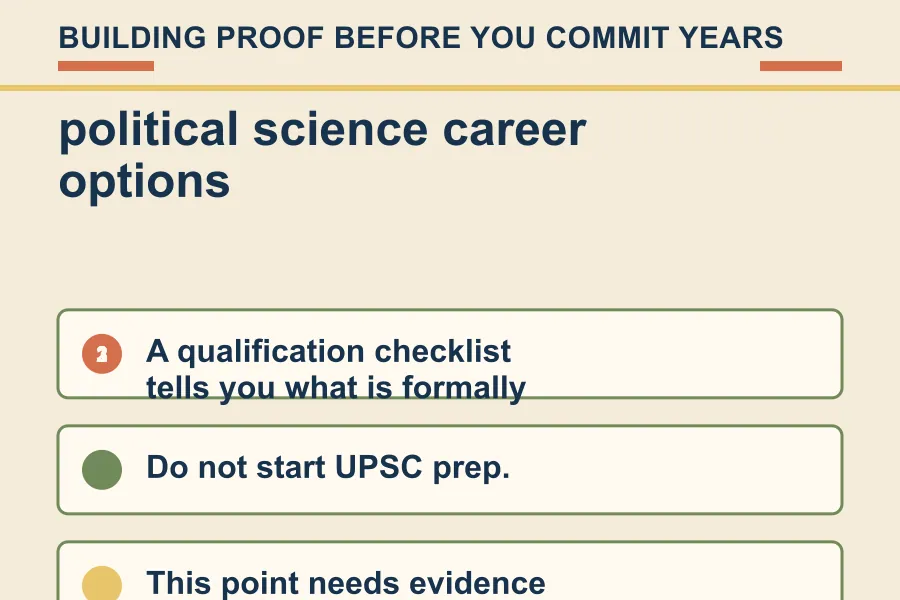 BUILDING PROOF BEFORE YOU COMMIT YEARS
political science career
options
A qualification checklist
tells you what is formally
Do not start UPSC prep.
This point needs evidence